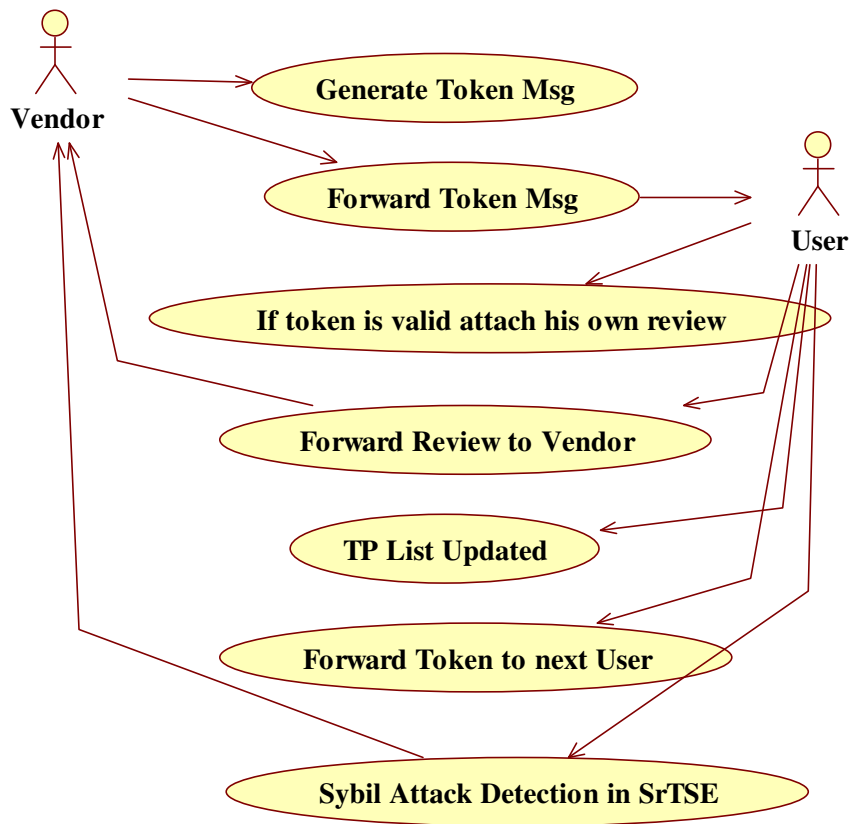 Generate Token Msg
Vendor
Forward Token Msg
User
If token is valid attach his own review
Forward Review to Vendor
TP List Updated
Forward Token to next User
Sybil Attack Detection in SrTSE